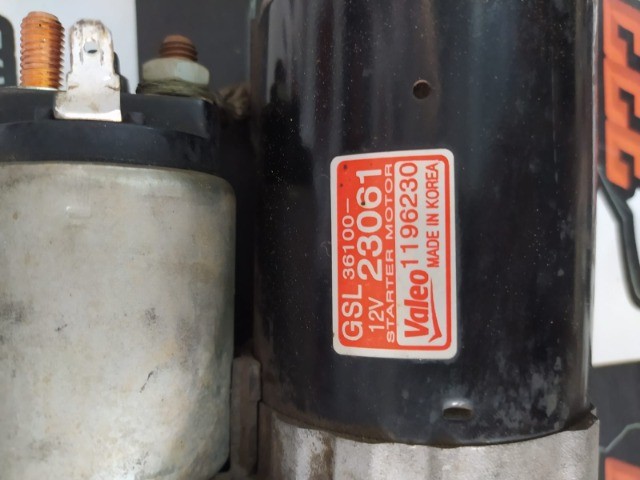 GSL 36100-
12V 23061
STARTER MOTOR
Valeo 1196230
MADE IN KOREA